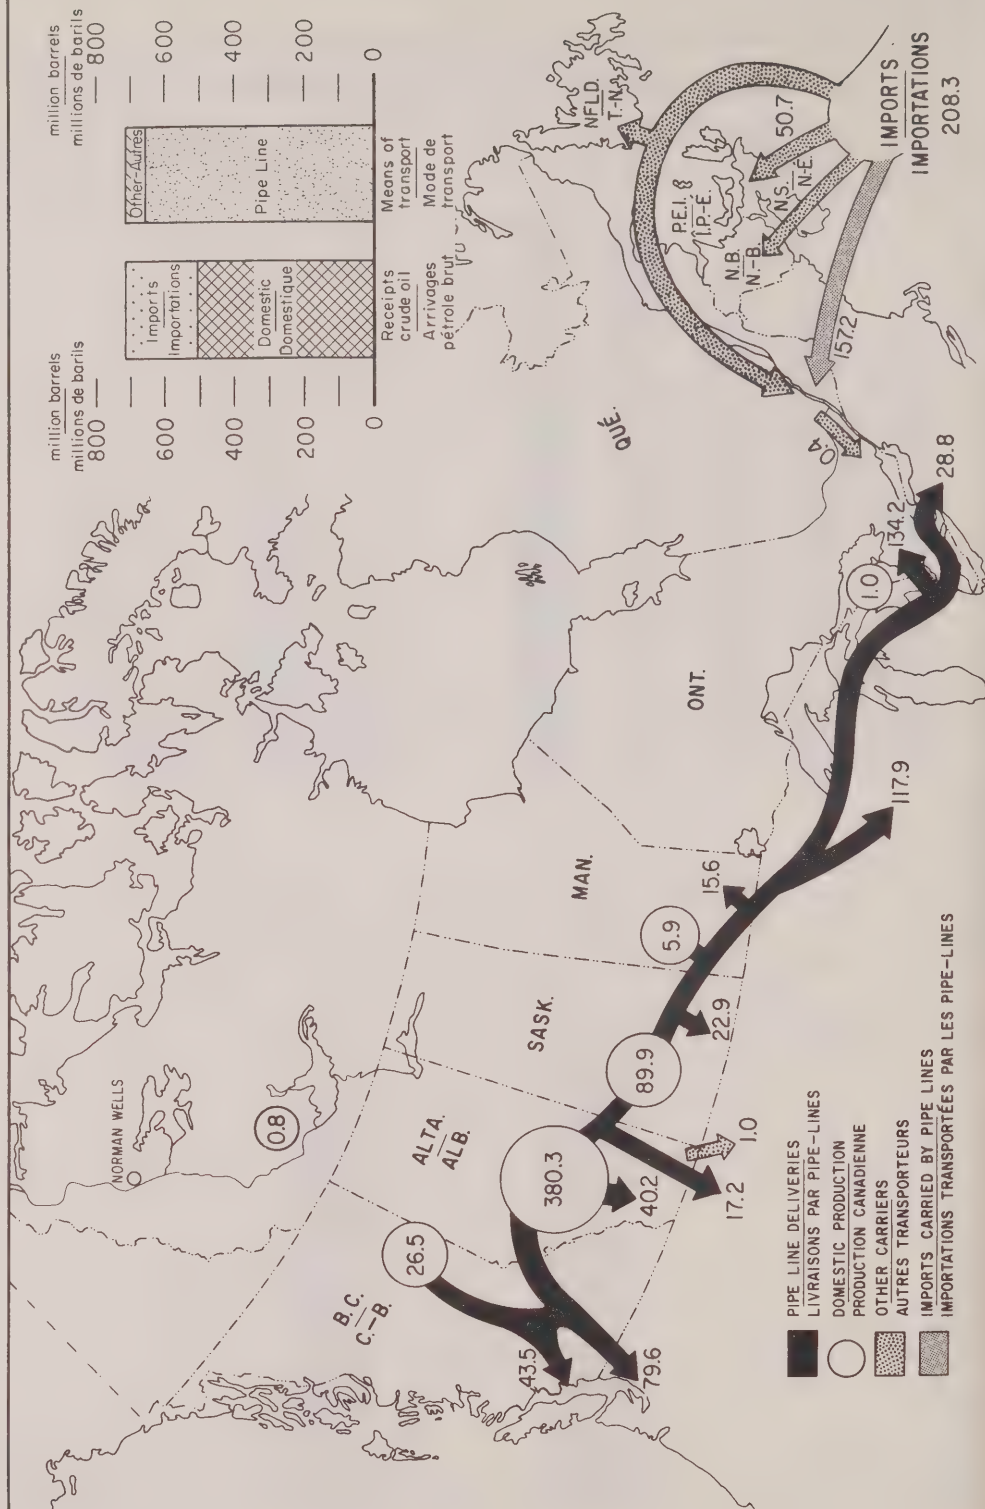 million barrels
millions de barils
800
600
400
200
0
Imports
Importations
Domestic
Domestique
Receipts
crude oil
Arrivages
pétrole brut
million barrels
millions de barils
800
600
400
200
0
Other-Autres
Pipe Line
Means of
transport
Mode de
transport
NORMAN WELLS
0.8
B.C.
C.-B.
26.5
43.5
79.6
ALTA.
ALB.
380.3
40.2
17.2
1.0
SASK.
89.9
22.9
MAN.
5.9
15.6
117.9
ONT.
1.0
134.2
28.8
QUÉ.
0.4
157.2
NFLD.
T.-N.
P.E.I.
I.P.-E.
N.B.
N.-B.
N.S.
N.-E.
50.7
IMPORTS
IMPORTATIONS
208.3
PIPE LINE DELIVERIES
LIVRAISONS PAR PIPE-LINES
DOMESTIC PRODUCTION
PRODUCTION CANADIENNE
OTHER CARRIERS
AUTRES TRANSPORTEURS
IMPORTS CARRIED BY PIPE LINES
IMPORTATIONS TRANSPORTÉES PAR LES PIPE-LINES